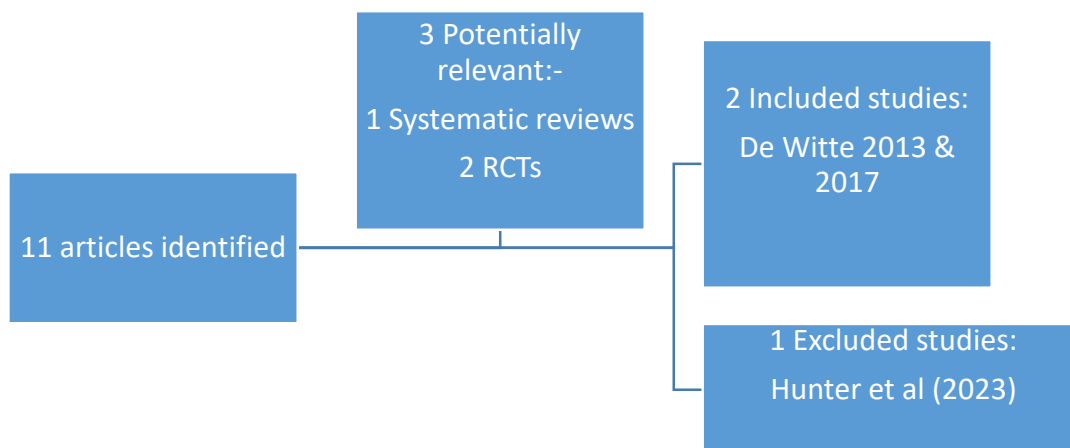 11 articles identified
3 Potentially
relevant:-
1 Systematic reviews
2 RCTs
2 Included studies:
De Witte 2013 &
2017
1 Excluded studies:
Hunter et al (2023)